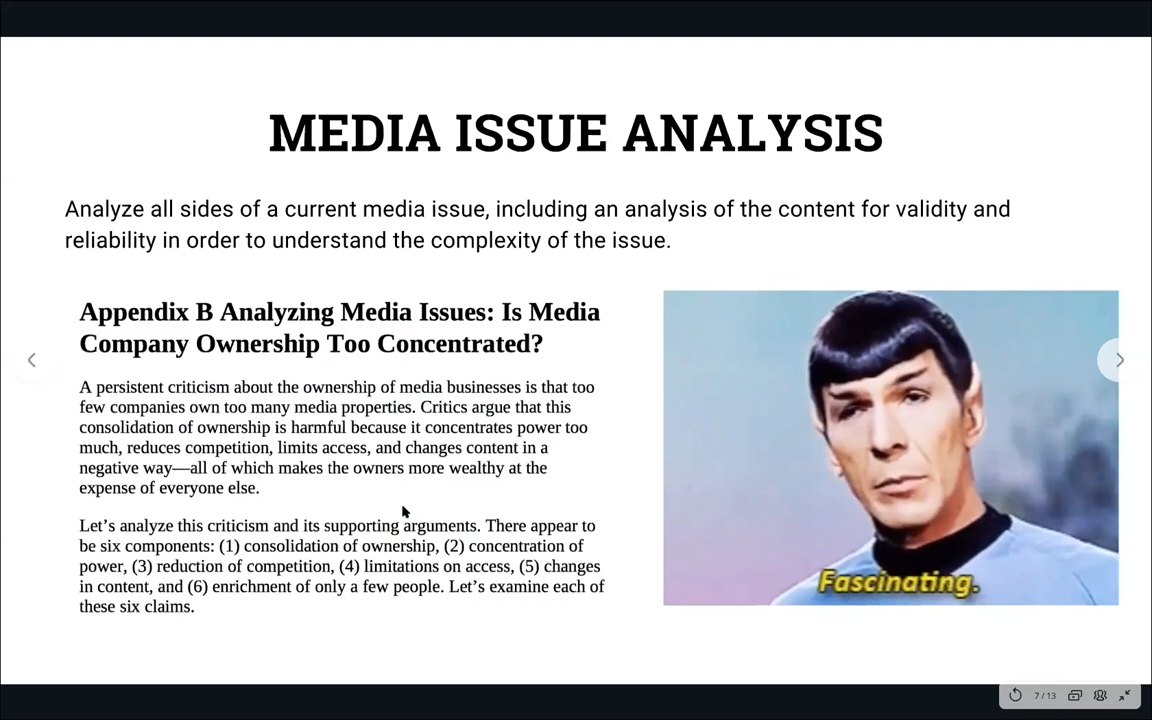 MEDIA ISSUE ANALYSIS
Analyze all sides of a current media issue, including an analysis of the content for validity and
reliability in order to understand the complexity of the issue.
Appendix B Analyzing Media Issues: Is Media
Company Ownership Too Concentrated?
A persistent criticism about the ownership of media businesses is that too
few companies own too many media properties. Critics argue that this
consolidation of ownership is harmful because it concentrates power too
much, reduces competition, limits access, and changes content in a
negative way—all of which makes the owners more wealthy at the
expense of everyone else.
Let’s analyze this criticism and its supporting arguments. There appear to
be six components: (1) consolidation of ownership, (2) concentration of
power, (3) reduction of competition, (4) limitations on access, (5) changes
in content, and (6) enrichment of only a few people. Let’s examine each of
these six claims.
Fascinating.
7 / 13